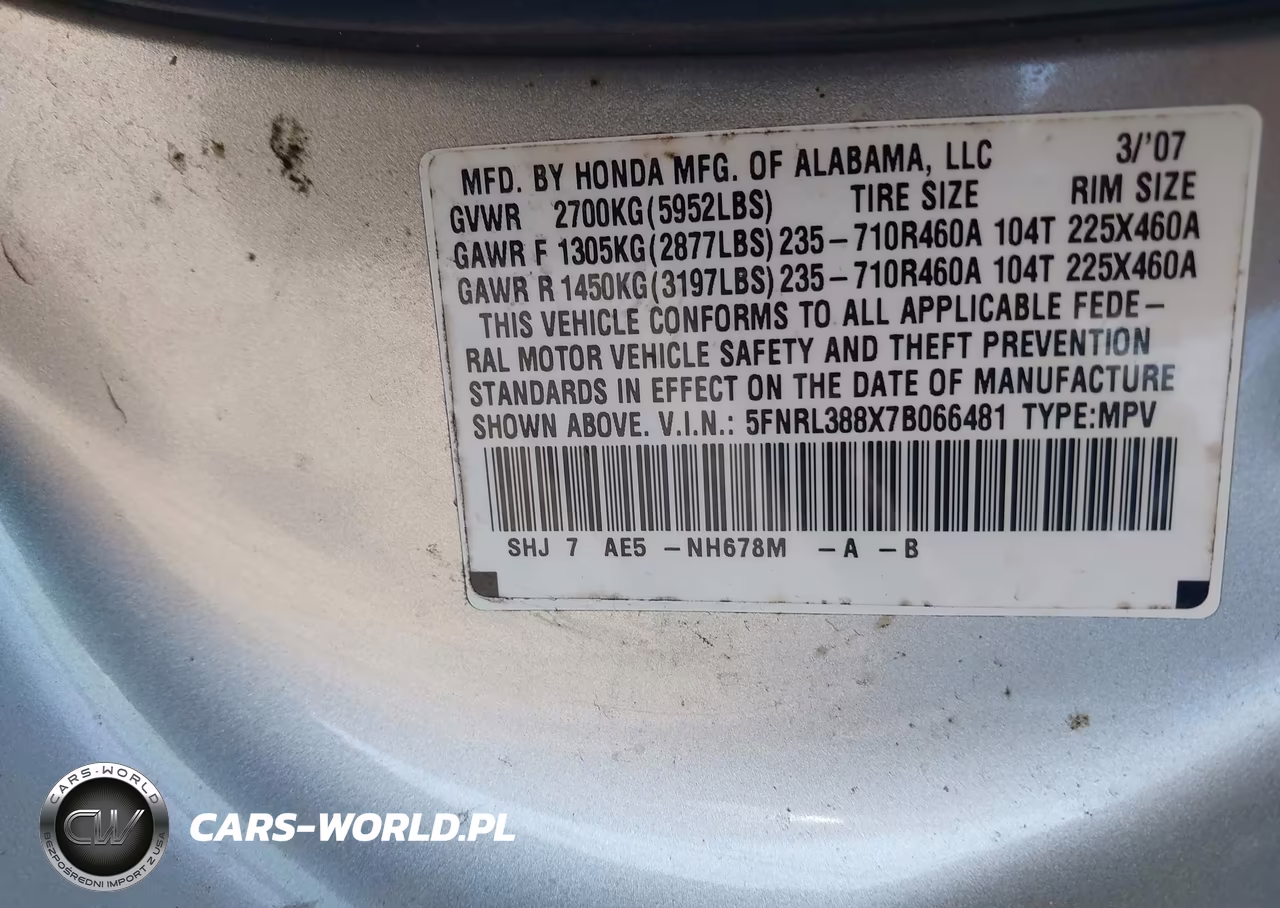 MFD. BY HONDA MFG. OF ALABAMA, LLC 3/'07
GVWR 2700KG(5952LBS) TIRE SIZE RIM SIZE
GAWR F 1305KG(2877LBS) 235-710R460A 104T 225X460A
GAWR R 1450KG(3197LBS) 235-710R460A 104T 225X460A
THIS VEHICLE CONFORMS TO ALL APPLICABLE FEDE-
RAL MOTOR VEHICLE SAFETY AND THEFT PREVENTION
STANDARDS IN EFFECT ON THE DATE OF MANUFACTURE
SHOWN ABOVE. V.I.N.: 5FNRL388X7B066481 TYPE:MPV
SHJ 7 AE5 -NH678M -A -B
CARS-WORLD
CW
BEZPOŚREDNI IMPORT Z USA
CARS-WORLD.PL